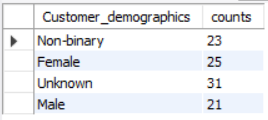 Customer_demographics counts
Non-binary 23
Female 25
Unknown 31
Male 21